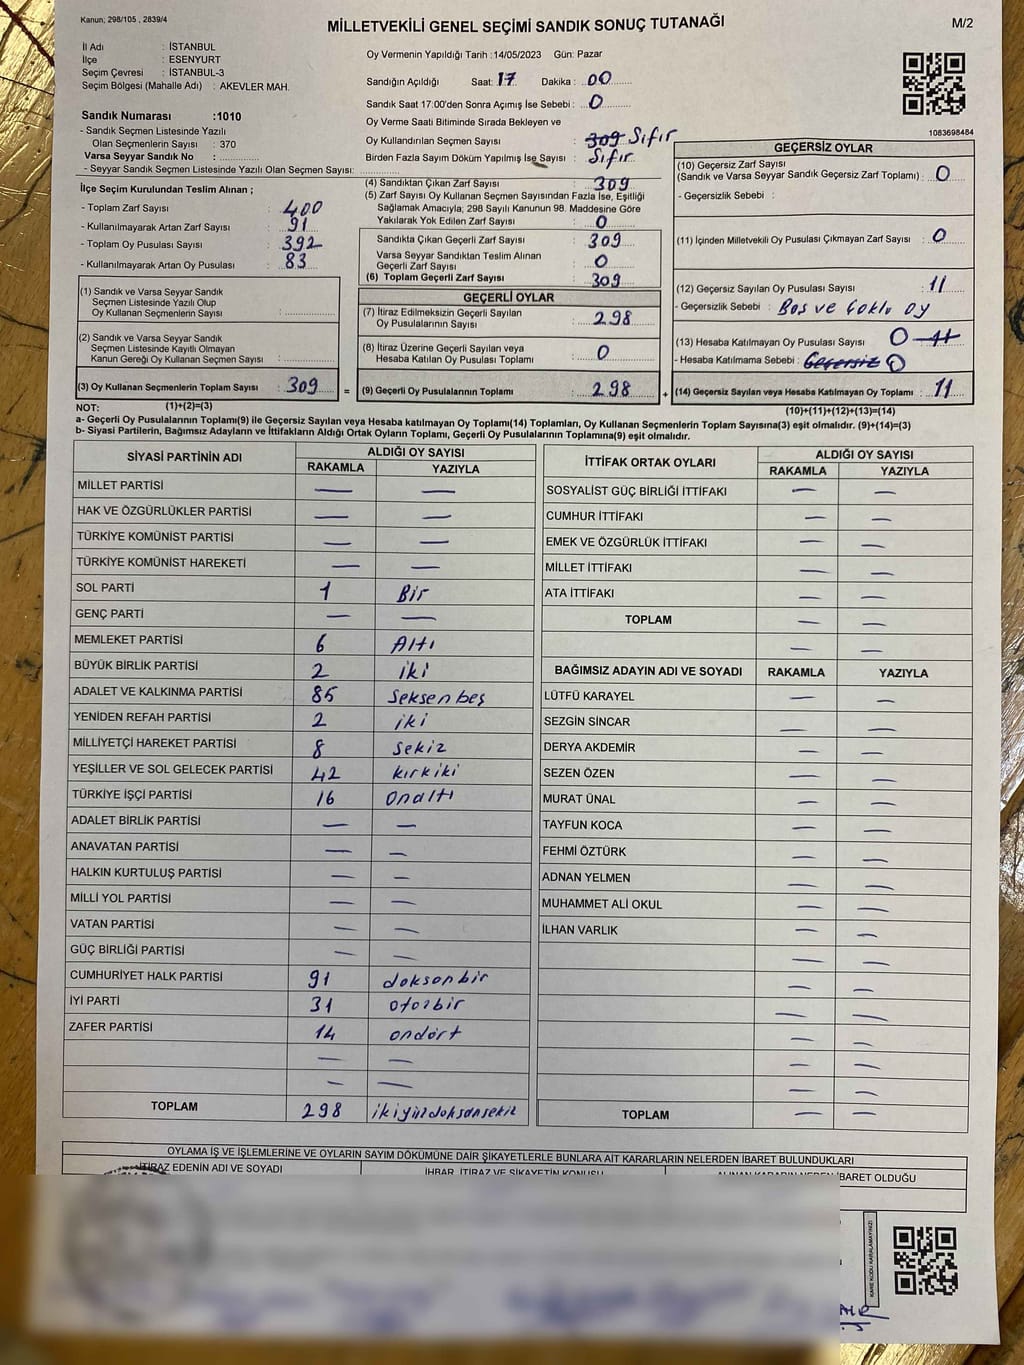 Kanun; 298/105 , 2839/4
MİLLETVEKİLİ GENEL SEÇİMİ SANDIK SONUÇ TUTANAĞI
M/2
İl Adı : İSTANBUL
İlçe : ESENYURT
Seçim Çevresi : İSTANBUL-3
Seçim Bölgesi (Mahalle Adı) : AKEVLER MAH.
Oy Vermenin Yapıldığı Tarih :14/05/2023 Gün: Pazar
Sandığın Açıldığı Saat: 17 Dakika : 00
Sandık Saat 17:00'den Sonra Açımış İse Sebebi : 0
Oy Verme Saati Bitiminde Sırada Bekleyen ve
Oy Kullandırılan Seçmen Sayısı : 309 Sıfır
Birden Fazla Sayım Döküm Yapılmış İse Sayısı : Sıfır
Sandık Numarası :1010
- Sandık Seçmen Listesinde Yazılı
Olan Seçmenlerin Sayısı : 370
Varsa Seyyar Sandık No :
- Seyyar Sandık Seçmen Listesinde Yazılı Olan Seçmen Sayısı:
1083698484
İlçe Seçim Kurulundan Teslim Alınan ;
- Toplam Zarf Sayısı : 400
- Kullanılmayarak Artan Zarf Sayısı : 91
- Toplam Oy Pusulası Sayısı : 392
- Kullanılmayarak Artan Oy Pusulası : 83
(1) Sandık ve Varsa Seyyar Sandık
Seçmen Listesinde Yazılı Olup
Oy Kullanan Seçmenlerin Sayısı :
(2) Sandık ve Varsa Seyyar Sandık
Seçmen Listesinde Kayıtlı Olmayan
Kanun Gereği Oy Kullanan Seçmen Sayısı :
(3) Oy Kullanan Seçmenlerin Toplam Sayısı : 309 =
(1)+(2)=(3)
(4) Sandıktan Çıkan Zarf Sayısı : 309
(5) Zarf Sayısı Oy Kullanan Seçmen Sayısından Fazla İse, Eşitliği
Sağlamak Amacıyla; 298 Sayılı Kanunun 98. Maddesine Göre
Yakılarak Yok Edilen Zarf Sayısı : 0
Sandıkta Çıkan Geçerli Zarf Sayısı : 309
Varsa Seyyar Sandıktan Teslim Alınan
Geçerli Zarf Sayısı : 0
(6) Toplam Geçerli Zarf Sayısı : 309
GEÇERLİ OYLAR
(7) İtiraz Edilmeksizin Geçerli Sayılan
Oy Pusulalarının Sayısı : 298
(8) İtiraz Üzerine Geçerli Sayılan veya
Hesaba Katılan Oy Pusulası Toplamı : 0
(9) Geçerli Oy Pusulalarının Toplamı : 298 +
GEÇERSİZ OYLAR
(10) Geçersiz Zarf Sayısı
(Sandık ve Varsa Seyyar Sandık Geçersiz Zarf Toplamı) : 0
- Geçersizlik Sebebi :
(11) İçinden Milletvekili Oy Pusulası Çıkmayan Zarf Sayısı : 0
(12) Geçersiz Sayılan Oy Pusulası Sayısı : 11
- Geçersizlik Sebebi : Boş ve Çoklu oy
(13) Hesaba Katılmayan Oy Pusulası Sayısı : 0 11
- Hesaba Katılmama Sebebi : Geçersiz 0
(14) Geçersiz Sayılan veya Hesaba Katılmayan Oy Toplamı : 11
(10)+(11)+(12)+(13)=(14)
NOT:
a- Geçerli Oy Pusulalarının Toplamı(9) ile Geçersiz Sayılan veya Hesaba katılmayan Oy Toplamı(14) Toplamları, Oy Kullanan Seçmenlerin Toplam Sayısına(3) eşit olmalıdır. (9)+(14)=(3)
b- Siyasi Partilerin, Bağımsız Adayların ve İttifakların Aldığı Ortak Oyların Toplamı, Geçerli Oy Pusulalarının Toplamına(9) eşit olmalıdır.
SİYASİ PARTİNİN ADI ALDIĞI OY SAYISI
RAKAMLA YAZIYLA
MİLLET PARTİSİ — —
HAK VE ÖZGÜRLÜKLER PARTİSİ — —
TÜRKİYE KOMÜNİST PARTİSİ — —
TÜRKİYE KOMÜNİST HAREKETİ — —
SOL PARTİ 1 Bir
GENÇ PARTİ — —
MEMLEKET PARTİSİ 6 Altı
BÜYÜK BİRLİK PARTİSİ 2 iki
ADALET VE KALKINMA PARTİSİ 85 Seksenbeş
YENİDEN REFAH PARTİSİ 2 iki
MİLLİYETÇİ HAREKET PARTİSİ 8 Sekiz
YEŞİLLER VE SOL GELECEK PARTİSİ 42 kırkiki
TÜRKİYE İŞÇİ PARTİSİ 16 Onaltı
ADALET BİRLİK PARTİSİ — —
ANAVATAN PARTİSİ — —
HALKIN KURTULUŞ PARTİSİ — —
MİLLİ YOL PARTİSİ — —
VATAN PARTİSİ — —
GÜÇ BİRLİĞİ PARTİSİ — —
CUMHURİYET HALK PARTİSİ 91 doksanbir
İYİ PARTİ 31 otozbir
ZAFER PARTİSİ 14 ondört
— —
— —
TOPLAM 298 ikiyüzdoksansekiz
İTTİFAK ORTAK OYLARI ALDIĞI OY SAYISI
RAKAMLA YAZIYLA
SOSYALİST GÜÇ BİRLİĞİ İTTİFAKI — —
CUMHUR İTTİFAKI — —
EMEK VE ÖZGÜRLÜK İTTİFAKI — —
MİLLET İTTİFAKI — —
ATA İTTİFAKI — —
TOPLAM — —
— —
BAĞIMSIZ ADAYIN ADI VE SOYADI RAKAMLA YAZIYLA
LÜTFÜ KARAYEL — —
SEZGİN SİNCAR — —
DERYA AKDEMİR — —
SEZEN ÖZEN — —
MURAT ÜNAL — —
TAYFUN KOCA — —
FEHMİ ÖZTÜRK — —
ADNAN YELMEN — —
MUHAMMET ALİ OKUL — —
İLHAN VARLIK — —
— —
— —
— —
— —
— —
— —
TOPLAM — —
OYLAMA İŞ VE İŞLEMLERİNE VE OYLARIN SAYIM DÖKÜMÜNE DAİR ŞİKAYETLERLE BUNLARA AİT KARARLARIN NELERDEN İBARET BULUNDUKLARI
İTİRAZ EDENİN ADI VE SOYADI
İHBAR, İTİRAZ VE ŞİKAYETİN KONUSU
ALINAN KARARIN NEDEN İBARET OLDUĞU
KARE KODU KARALAMAYINIZ!